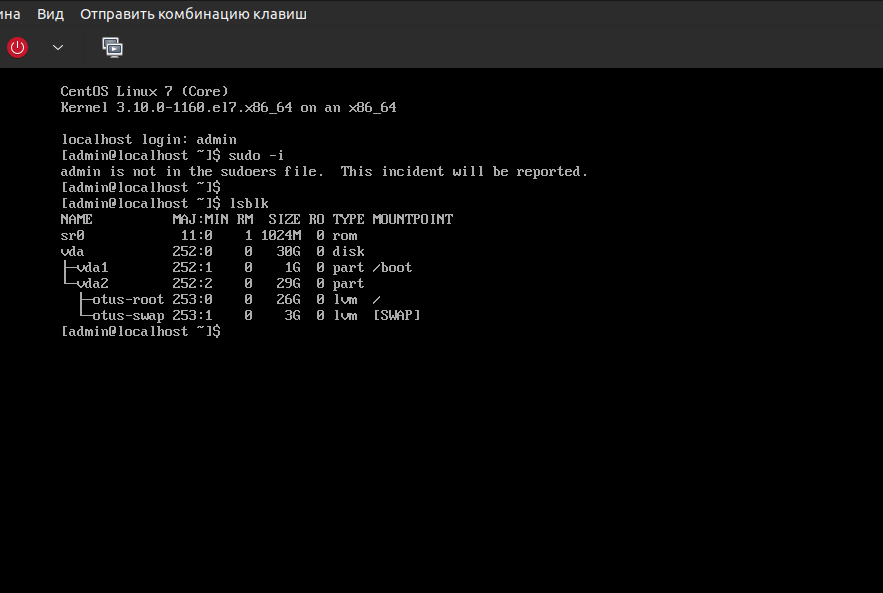 Вид Отправить комбинацию клавиш
CentOS Linux 7 (Core)
Kernel 3.10.0-1160.el7.x86_64 on an x86_64
localhost login: admin
[admin@localhost ~]$ sudo -i
admin is not in the sudoers file.  This incident will be reported.
[admin@localhost ~]$
[admin@localhost ~]$ lsblk
NAME          MAJ:MIN RM  SIZE RO TYPE MOUNTPOINT
sr0            11:0    1 1024M  0 rom
vda           252:0    0   30G  0 disk
├─vda1        252:1    0    1G  0 part /boot
└─vda2        252:2    0   29G  0 part
  ├─otus-root 253:0    0   26G  0 lvm  /
  └─otus-swap 253:1    0    3G  0 lvm  [SWAP]
[admin@localhost ~]$